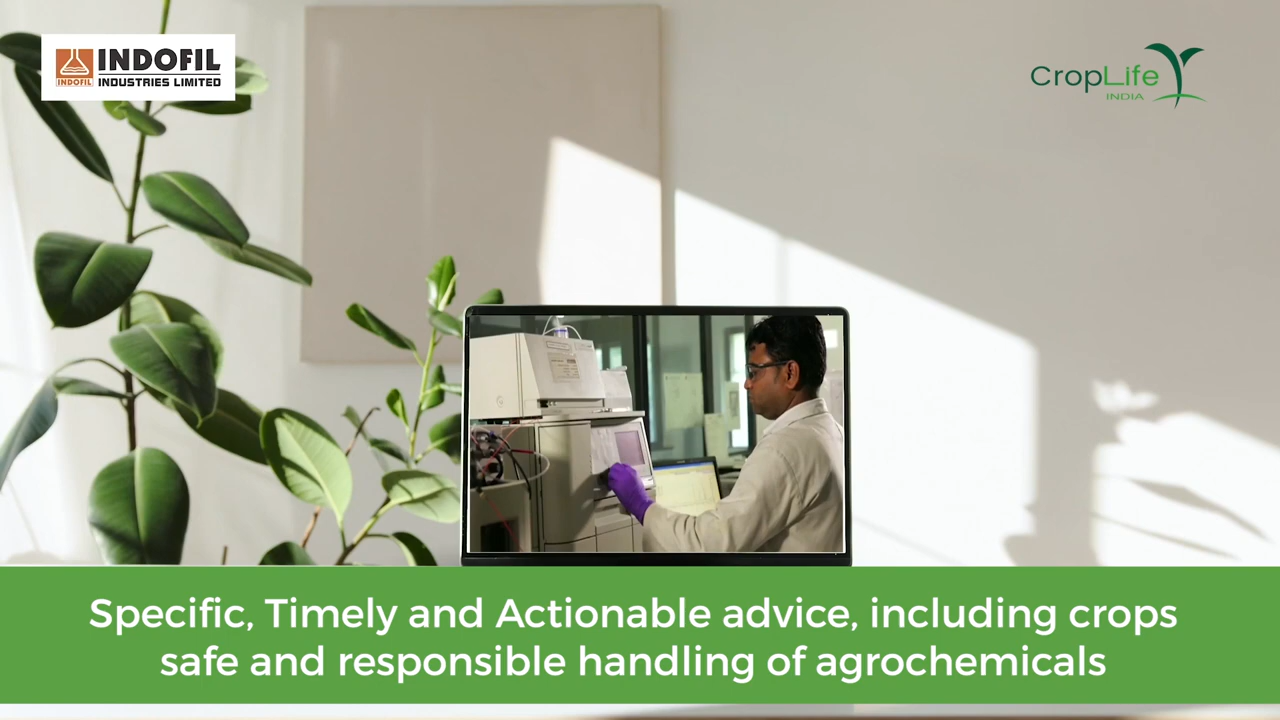 INDOFIL
INDUSTRIES LIMITED
INDOFIL
CropLife
INDIA
Specific, Timely and Actionable advice, including crops
safe and responsible handling of agrochemicals